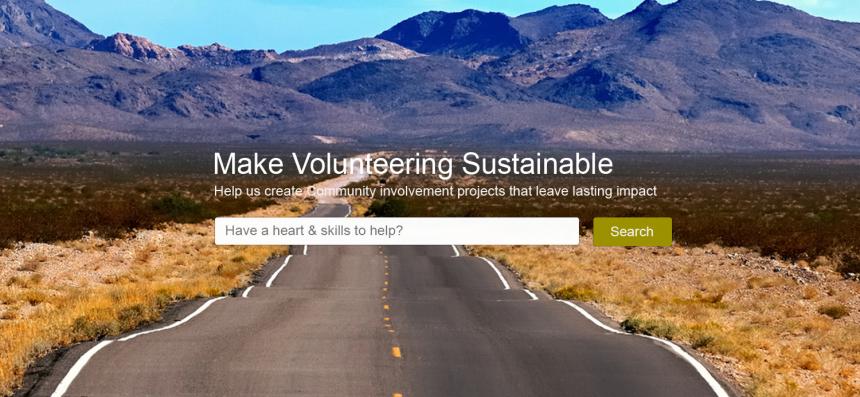 Make Volunteering Sustainable
Help us create Community involvement projects that leave lasting impact
Have a heart & skills to help?
Search